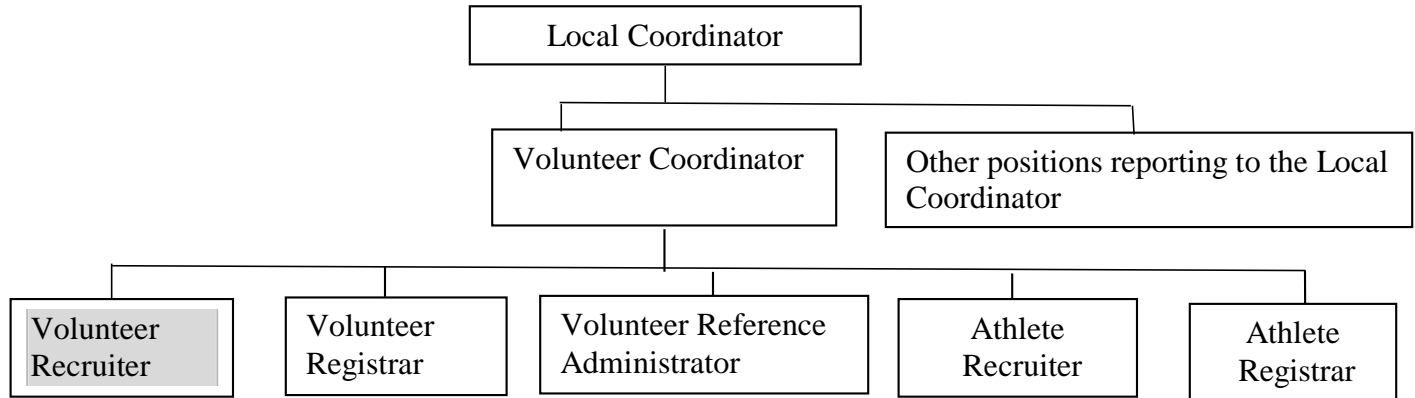 Local Coordinator
Volunteer Coordinator
Other positions reporting to the Local
Coordinator
Volunteer
Recruiter
Volunteer
Registrar
Volunteer Reference
Administrator
Athlete
Recruiter
Athlete
Registrar